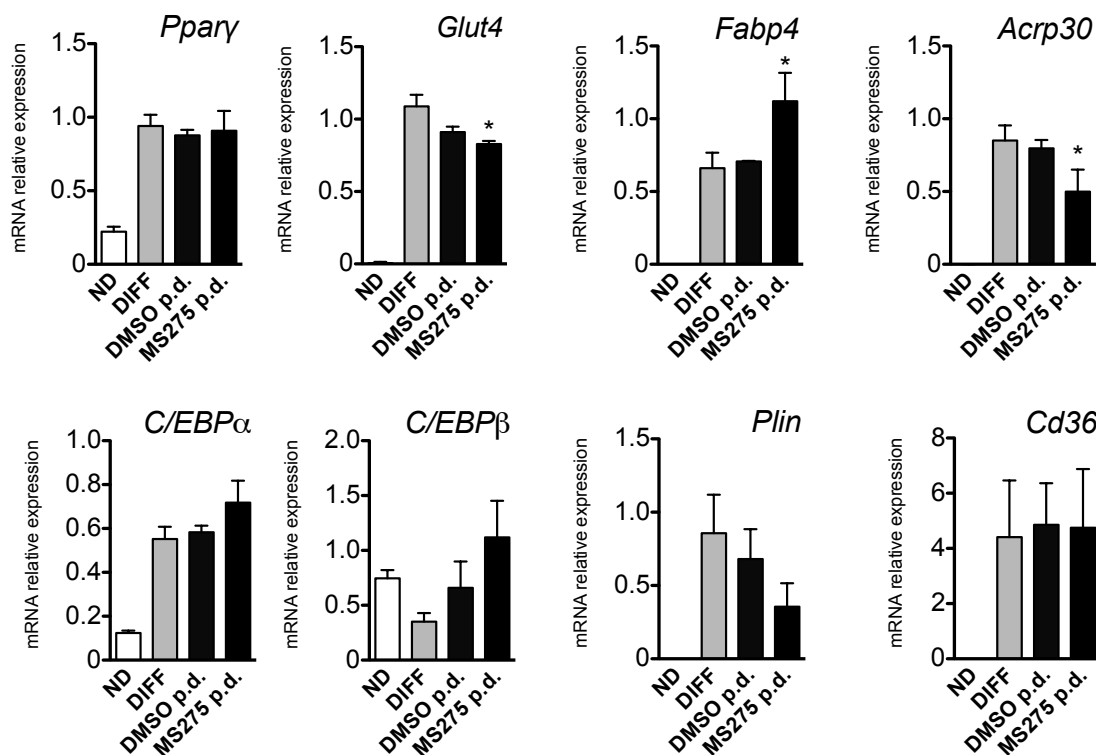 Pparγ
mRNA relative expression
1.5
1.0
0.5
0
ND
DIFF
DMSO p.d.
MS275 p.d.
Glut4
mRNA relative expression
1.5
1.0
0.5
0
*
ND
DIFF
DMSO p.d.
MS275 p.d.
Fabp4
mRNA relative expression
1.5
1.0
0.5
0
*
ND
DIFF
DMSO p.d.
MS275 p.d.
Acrp30
mRNA relative expression
1.5
1.0
0.5
0
*
ND
DIFF
DMSO p.d.
MS275 p.d.
C/EBPα
mRNA relative expression
1.0
0.8
0.6
0.4
0.2
0
ND
DIFF
DMSO p.d.
MS275 p.d.
C/EBPβ
mRNA relative expression
2.0
1.5
1.0
0.5
0
ND
DIFF
DMSO p.d.
MS275 p.d.
Plin
mRNA relative expression
1.5
1.0
0.5
0
ND
DIFF
DMSO p.d.
MS275 p.d.
Cd36
mRNA relative expression
8
6
4
2
0
ND
DIFF
DMSO p.d.
MS275 p.d.